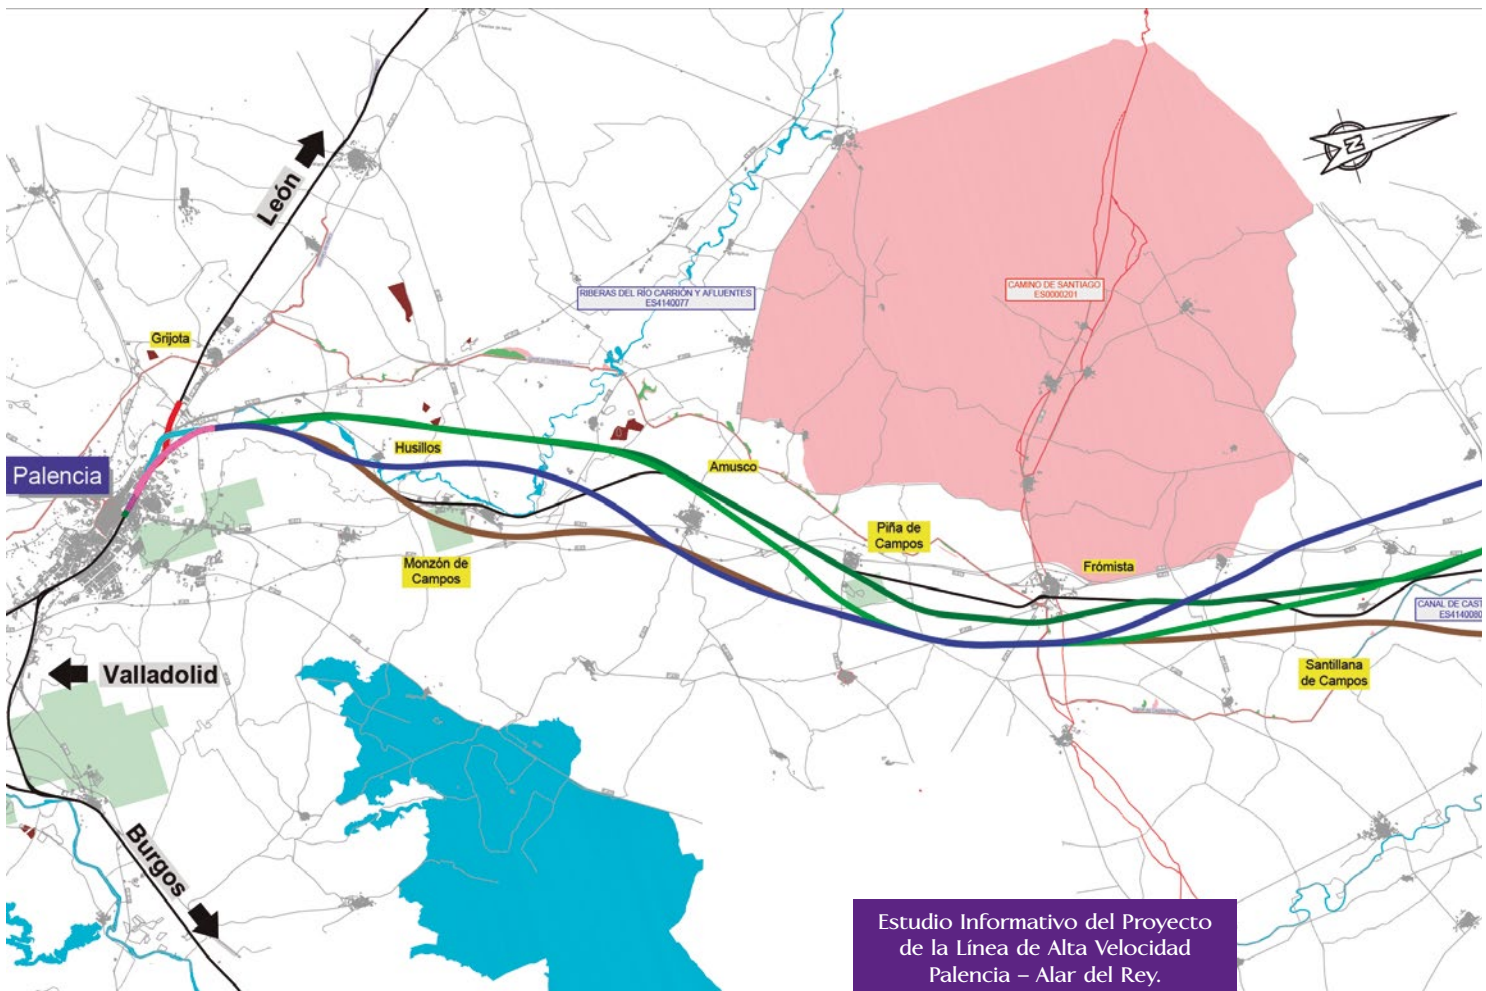 León
RIBERAS DEL RÍO CARRIÓN Y AFLUENTES
ES4140077
CAMINO DE SANTIAGO
ES0000201
N
Grijota
Palencia
Husillos
Amusco
Monzón de
Campos
Piña de
Campos
Frómista
CANAL DE CAST
ES4140080
Santillana
de Campos
Valladolid
Burgos
Estudio Informativo del Proyecto
de la Línea de Alta Velocidad
Palencia – Alar del Rey.